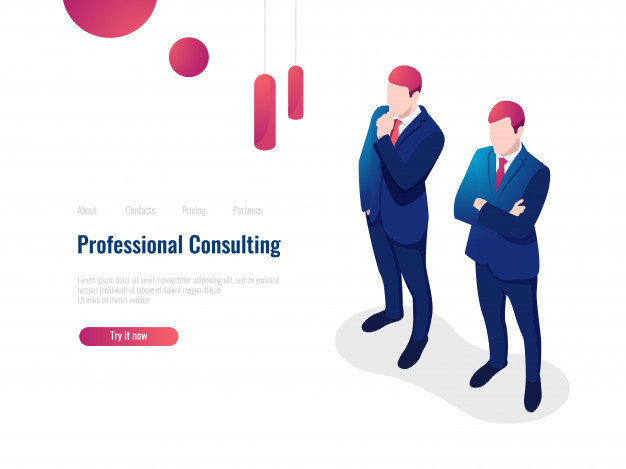 About Contacts Pricing Partners
Professional Consulting
Lorem ipsum dolor sit amet, consectetur adipiscing elit, sed do eiusmod
tempor incididunt ut labore et dolore magna aliqua
Ut enim ad minim veniam
Try it now